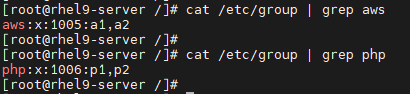 [root@rhel9-server /]# cat /etc/group | grep aws
aws:x:1005:a1,a2
[root@rhel9-server /]#
[root@rhel9-server /]# cat /etc/group | grep php
php:x:1006:p1,p2
[root@rhel9-server /]#